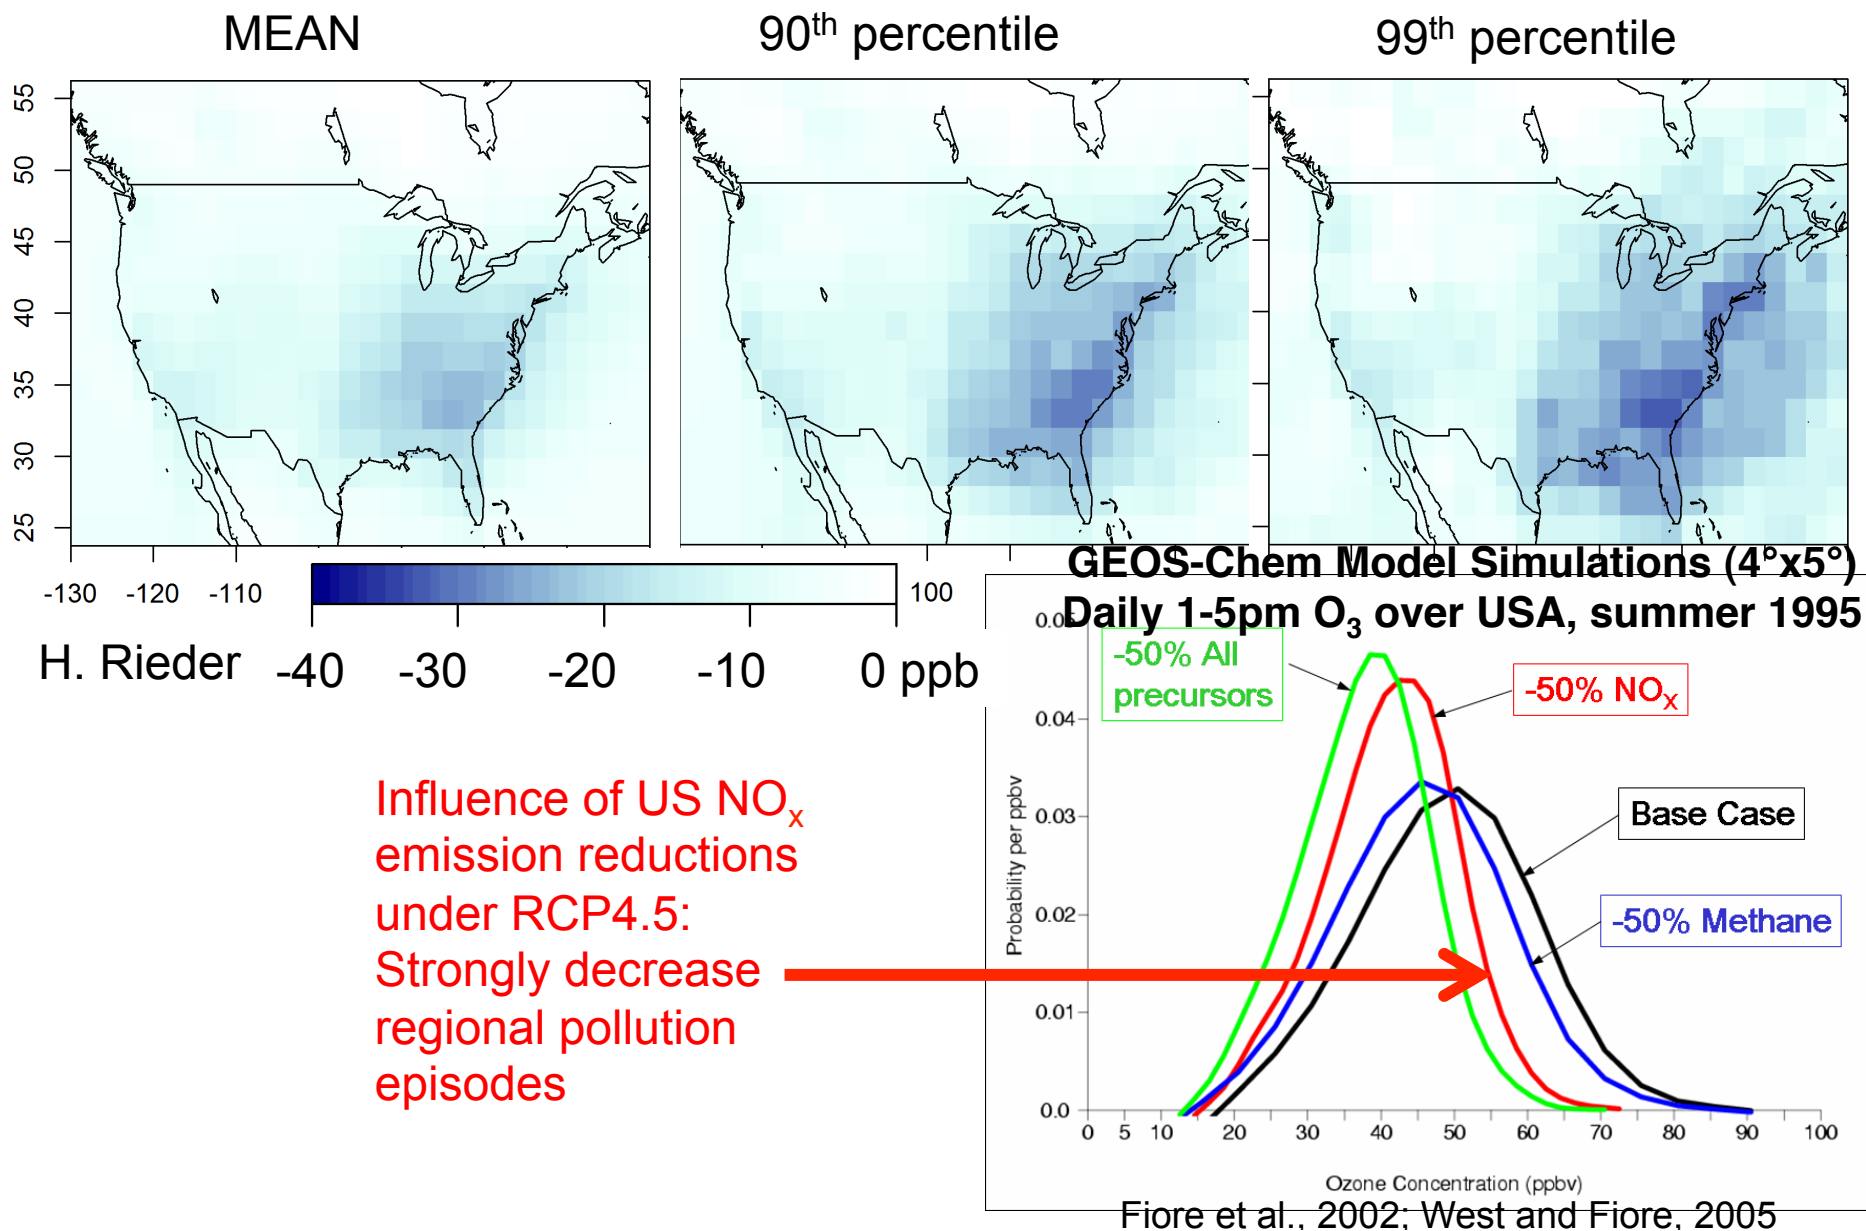 MEAN
90th percentile
99th percentile
55
50
45
40
35
30
25
-130 -120 -110
100
H. Rieder -40 -30 -20 -10 0 ppb
GEOS-Chem Model Simulations (4°x5°)
Daily 1-5pm O3 over USA, summer 1995
-50% All
precursors
-50% NOx
Base Case
-50% Methane
Influence of US NOx
emission reductions
under RCP4.5:
Strongly decrease
regional pollution
episodes
Probability per ppbv
0.04
0.03
0.02
0.01
0.0
0 5 10 20 30 40 50 60 70 80 90 100
Ozone Concentration (ppbv)
Fiore et al., 2002; West and Fiore, 2005